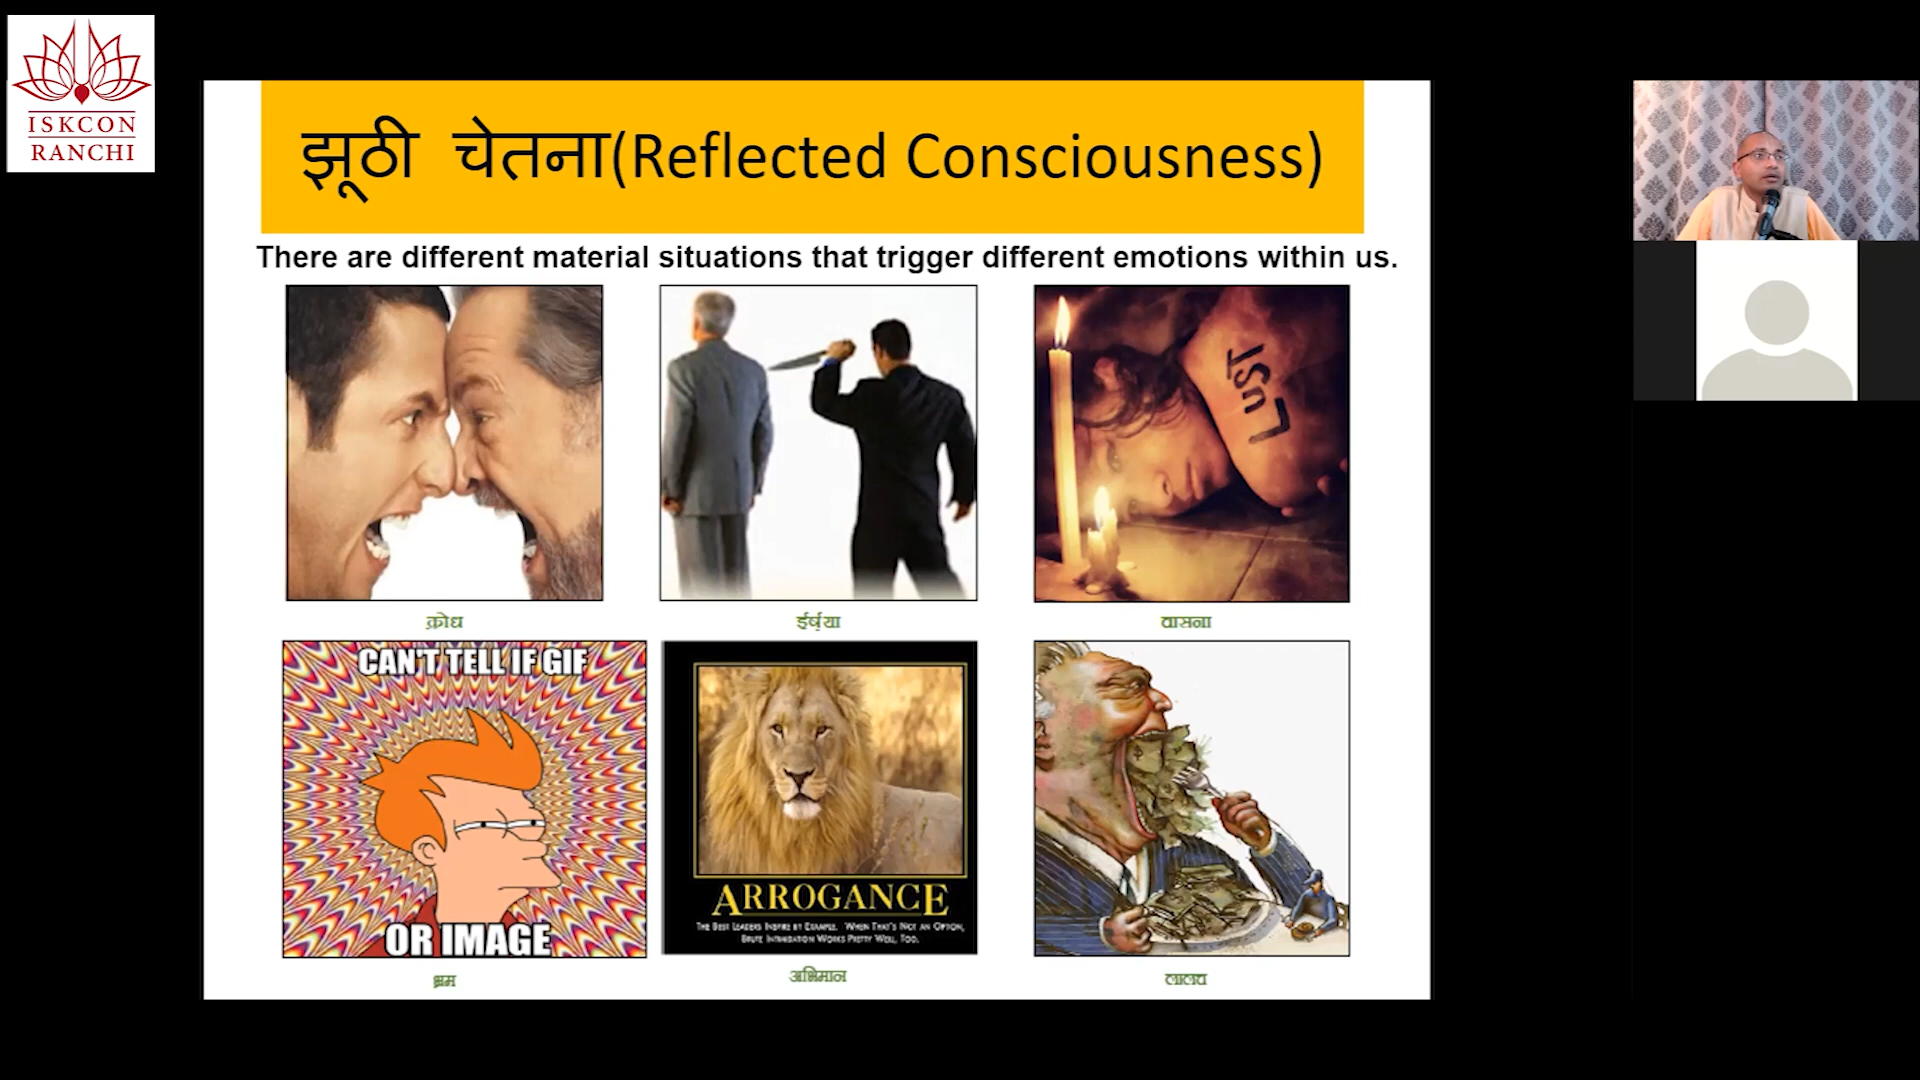 ISKCON
RANCHI
झूठी चेतना(Reflected Consciousness)
There are different material situations that trigger different emotions within us.
LUST
क्रोध
ईर्ष्या
वासना
CAN'T TELL IF GIF
OR IMAGE
ARROGANCE
THE BEST LEADERS INSPIRE BY EXAMPLE. WHEN THAT'S NOT AN OPTION,
BRUTE INTIMIDATION WORKS PRETTY WELL, TOO.
भ्रम
अभिमान
लालच